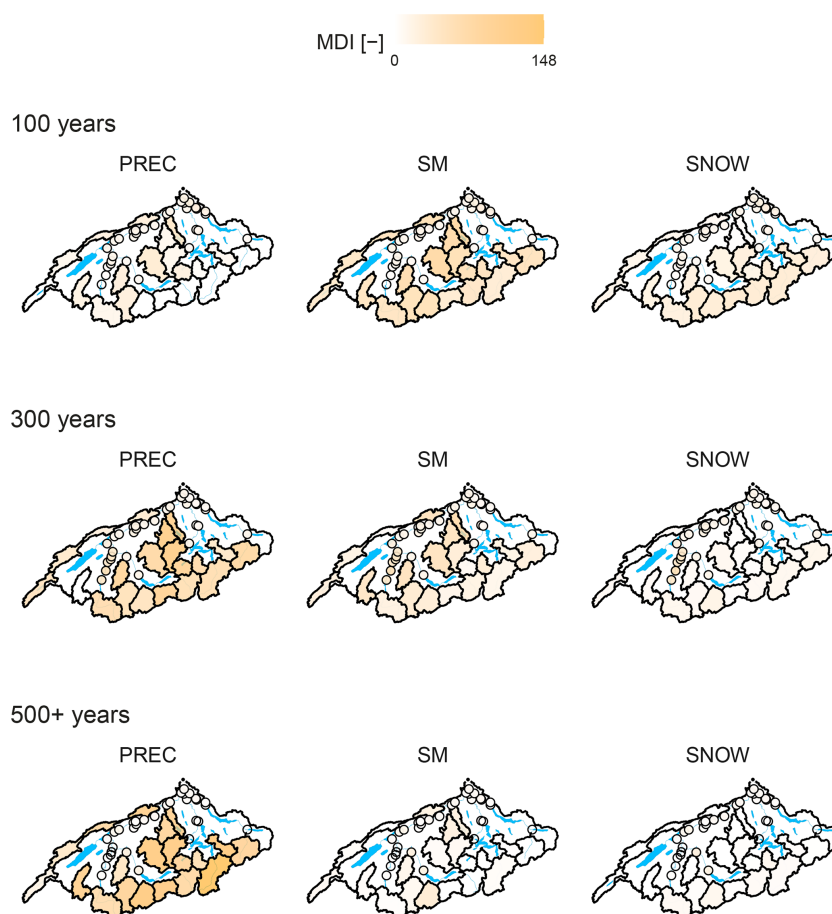 MDI [−]
0 148
100 years
PREC SM SNOW
300 years
PREC SM SNOW
500+ years
PREC SM SNOW